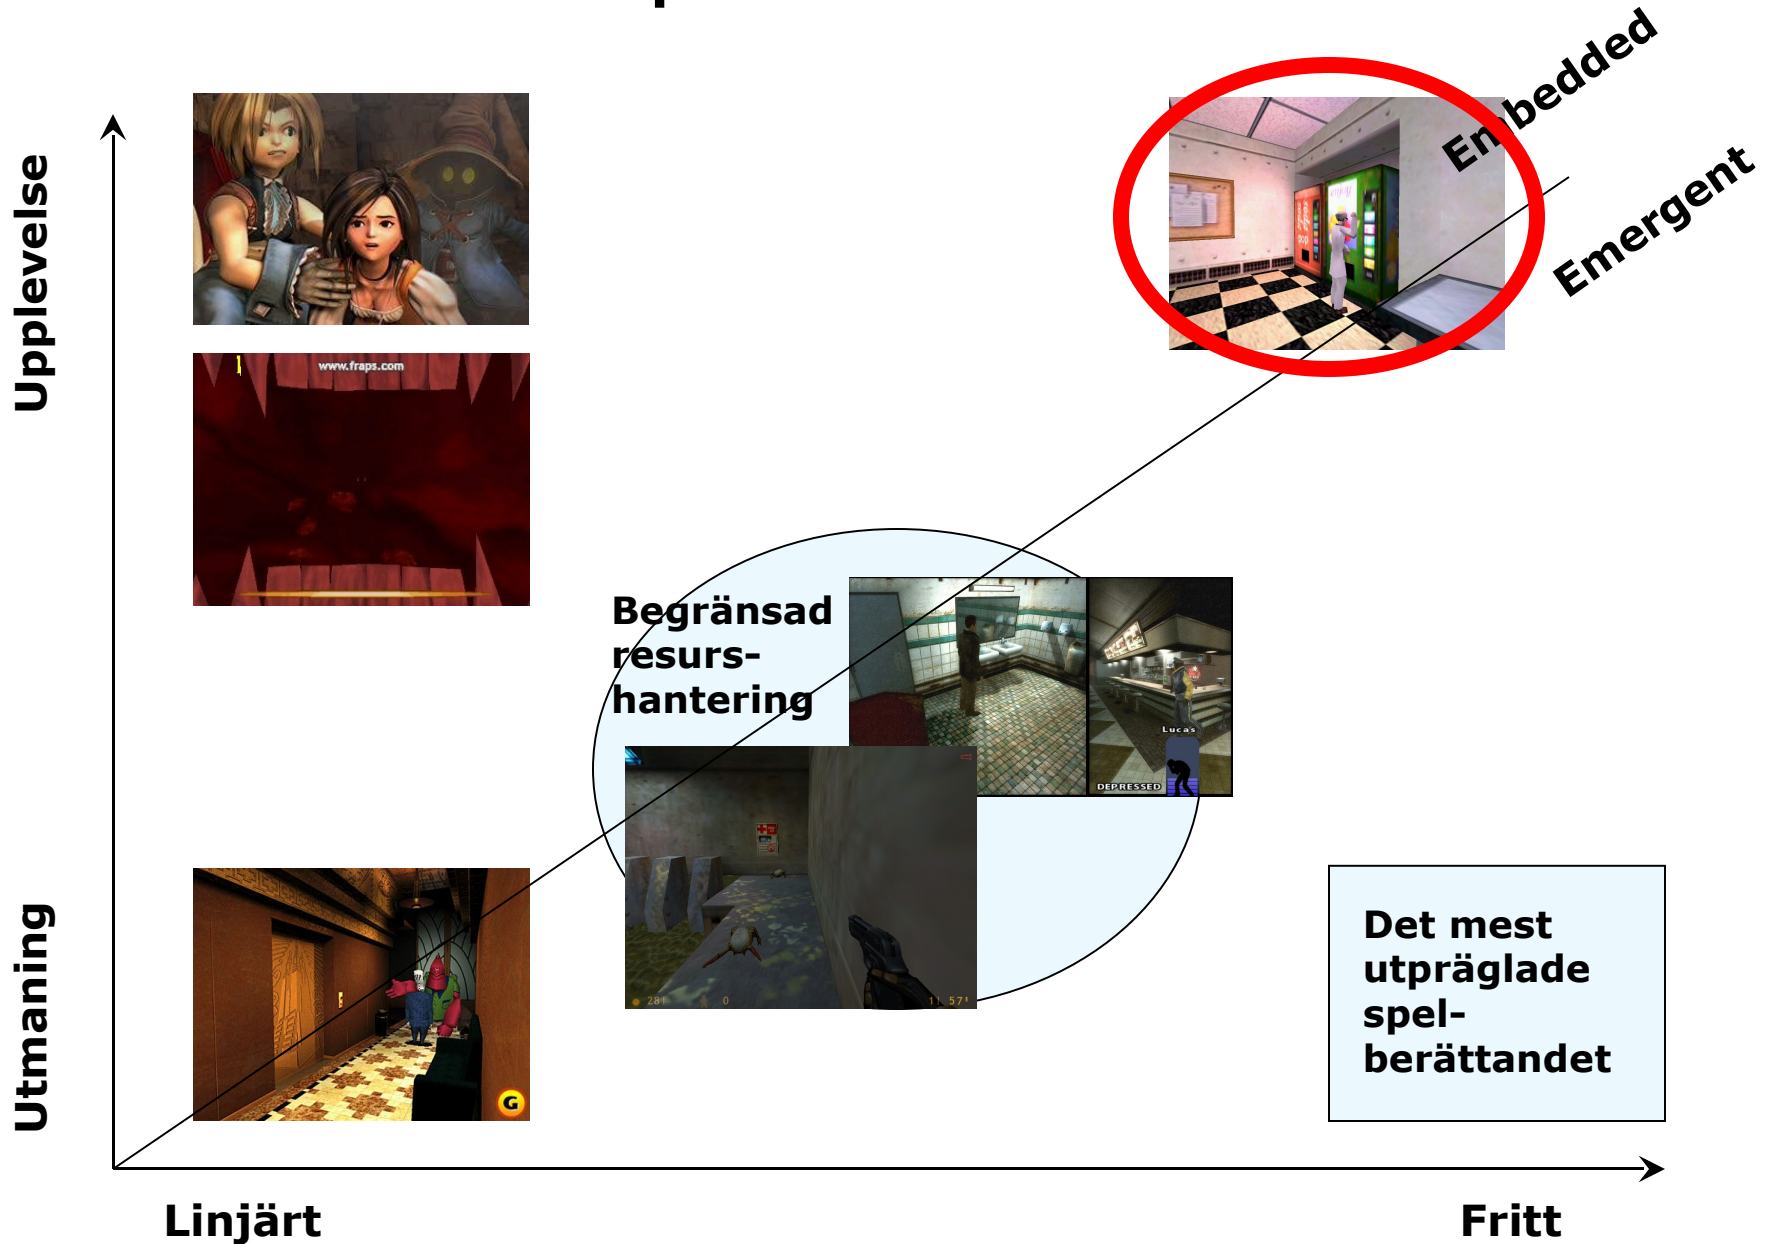 Embedded
Emergent
Upplevelse
www.fraps.com
Begränsad
resurs-
hantering
Lucas
DEPRESSED
Utmaning
G
0
Det mest
utpräglade
spel-
berättandet
Linjärt
Fritt